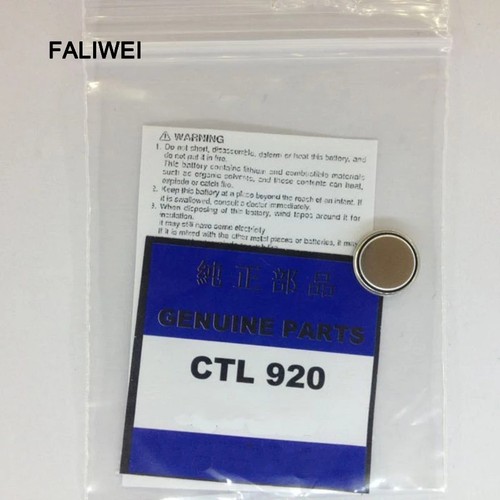 FALIWEI
⚠ WARNING
1. Do not short, disassemble, deform or heat this battery, and
do not put it in fire.
This battery contains lithium and combustible materials
such as organic solvents, and these contents can heat,
explode or catch fire.
2. Keep this battery at a place beyond the reach of an infant. If
it is swallowed, consult a doctor immediately.
3. When disposing of this battery, wind tapes around it for
insulation.
It may still have some electricity
If it is mixed with the other metal pieces or batteries, it may
純正部品
GENUINE PARTS
CTL 920